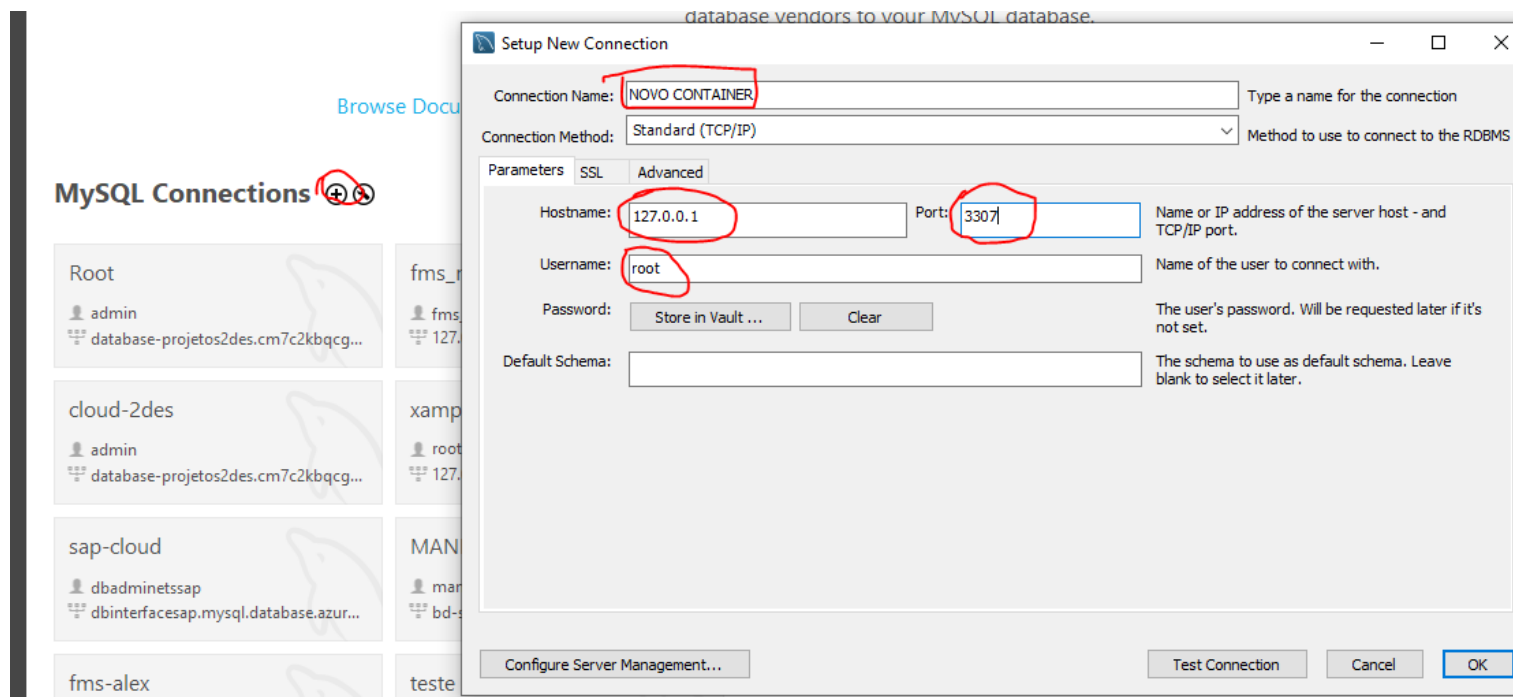 database vendors to your MySQL database.
Browse Docu
MySQL Connections
Root
admin
database-projetos2des.cm7c2kbqcg...
fms_r
fms_
127.
cloud-2des
admin
database-projetos2des.cm7c2kbqcg...
xamp
root
127.
sap-cloud
dbadminetssap
dbinterfacesap.mysql.database.azur...
MANI
mar
bd-s
fms-alex
teste
Setup New Connection
Connection Name: NOVO CONTAINER Type a name for the connection
Connection Method: Standard (TCP/IP) Method to use to connect to the RDBMS
Parameters SSL Advanced
Hostname: 127.0.0.1 Port: 3307 Name or IP address of the server host - and
TCP/IP port.
Username: root Name of the user to connect with.
Password: Store in Vault ... Clear The user's password. Will be requested later if it's
not set.
Default Schema: The schema to use as default schema. Leave
blank to select it later.
Configure Server Management... Test Connection Cancel OK